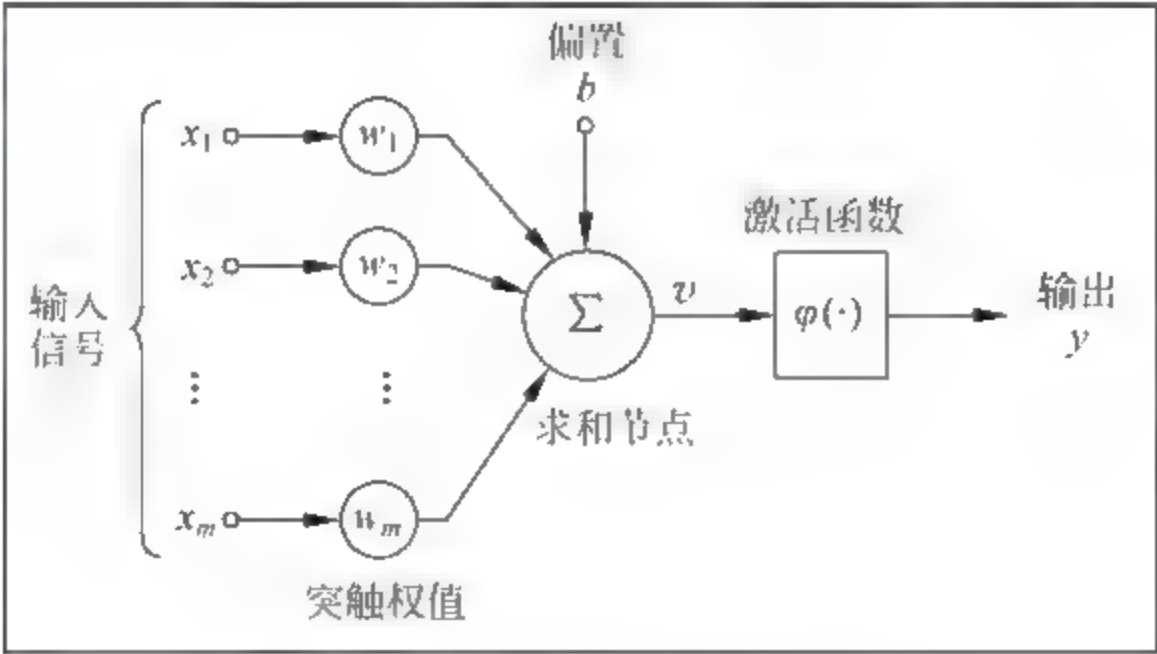 偏置
b
x₁
w₁
激活函数
x₂
w₂
输入
信号
Σ
v
φ(·)
输出
y
⋮
⋮
求和节点
xₘ
wₘ
突触权值